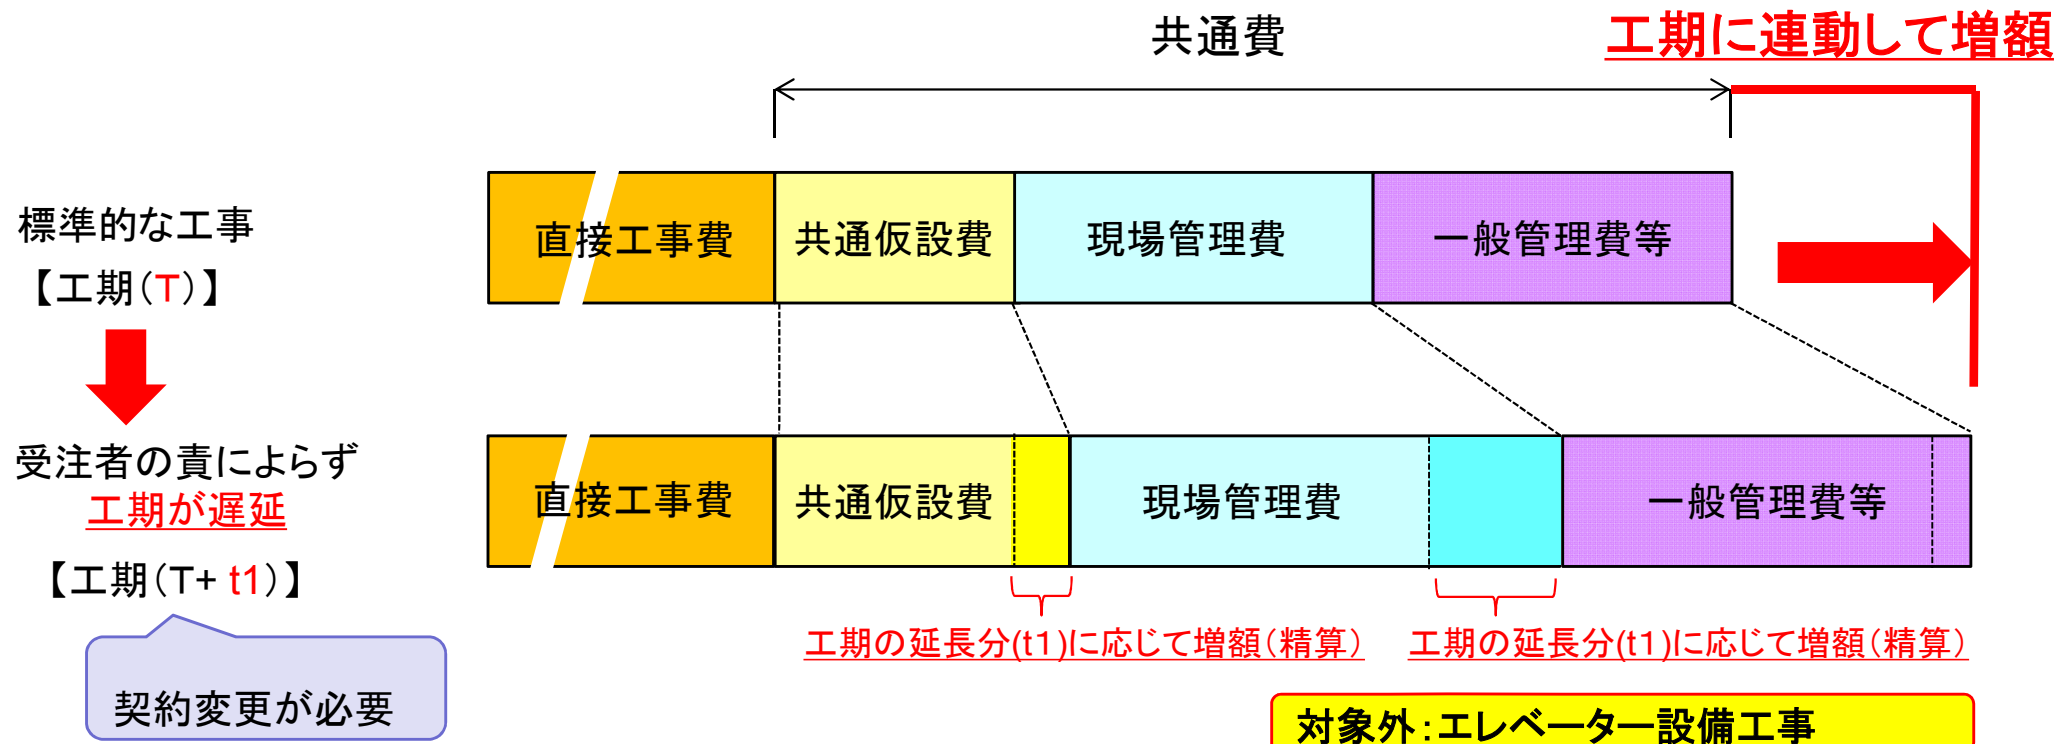 共通費
工期に連動して増額
標準的な工事
【工期(T)】
直接工事費
共通仮設費
現場管理費
一般管理費等
受注者の責によらず
工期が遅延
【工期(T+ t1)】
直接工事費
共通仮設費
現場管理費
一般管理費等
工期の延長分(t1)に応じて増額(精算)
工期の延長分(t1)に応じて増額(精算)
契約変更が必要
対象外:エレベーター設備工事